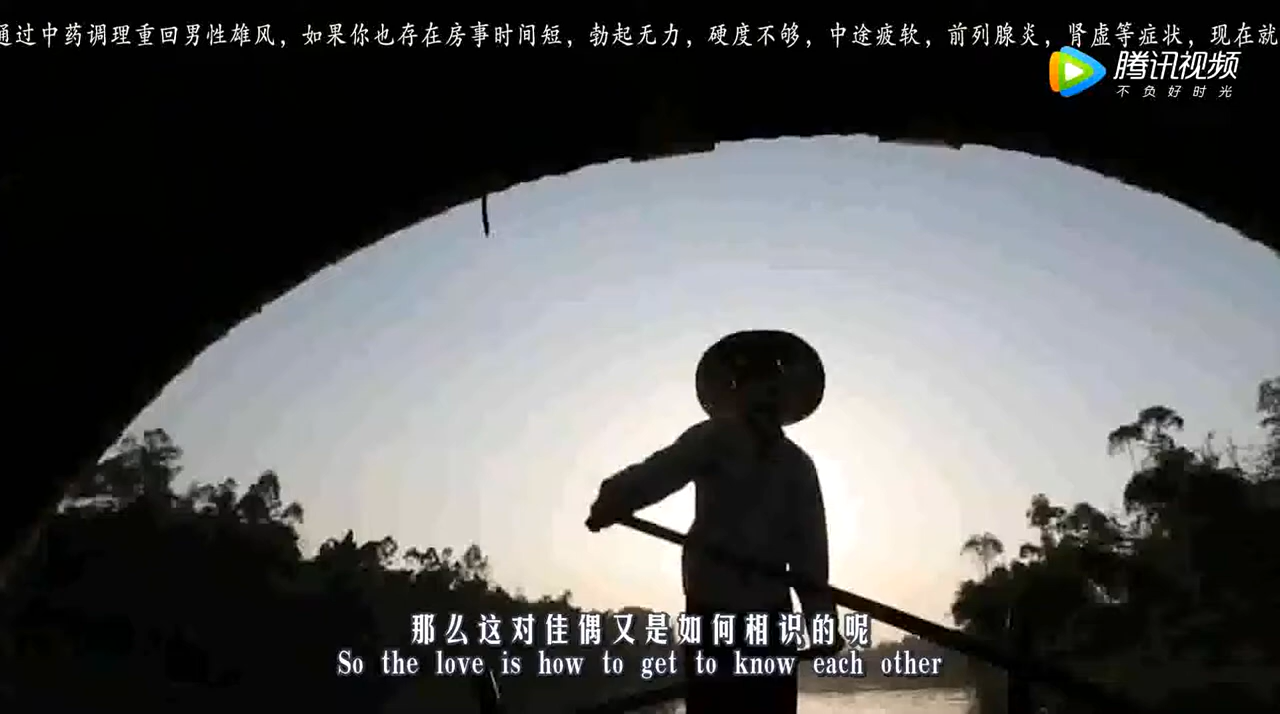 通过中药调理重回男性雄风，如果你也存在房事时间短，勃起无力，硬度不够，中途疲软，前列腺炎，肾虚等症状，现在就
腾讯视频
不负好时光
那么这对佳偶又是如何相识的呢
So the love is how to get to know each other